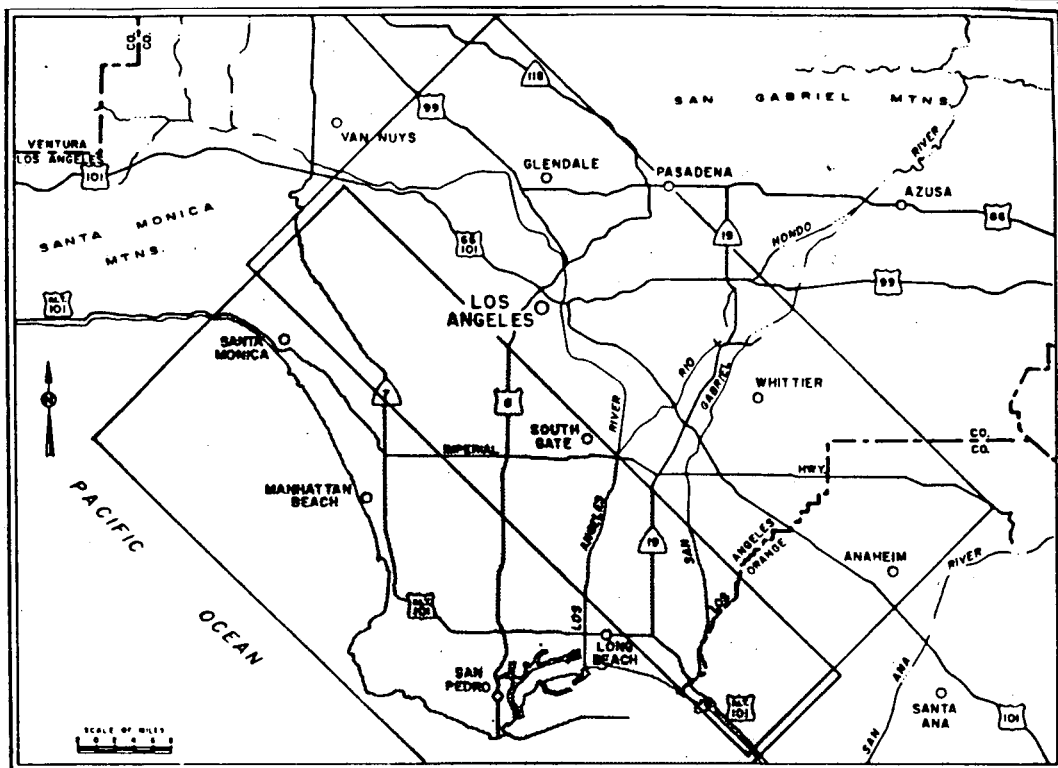 CO.
CO.
118
SAN GABRIEL MTNS.
99
VAN NUYS
RIVER
VENTURA
LOS ANGELES
101
GLENDALE
PASADENA
AZUSA
66
SANTA MONICA
MTNS.
66
101
19
HONDO
99
ALT.
101
LOS
ANGELES
SANTA
MONICA
N
7
6
RIO
GABRIEL
WHITTIER
RIVER
SOUTH
GATE
CO.
CO.
IMPERIAL
HWY.
MANHATTAN
BEACH
PACIFIC
OCEAN
ANGELES
19
SAN
ANGELES
ORANGE
ANAHEIM
RIVER
ALT.
101
LOS
LOS
LONG
BEACH
SAN
PEDRO
ALT.
101
ANA
SANTA
ANA
101
SAN
SCALE OF MILES